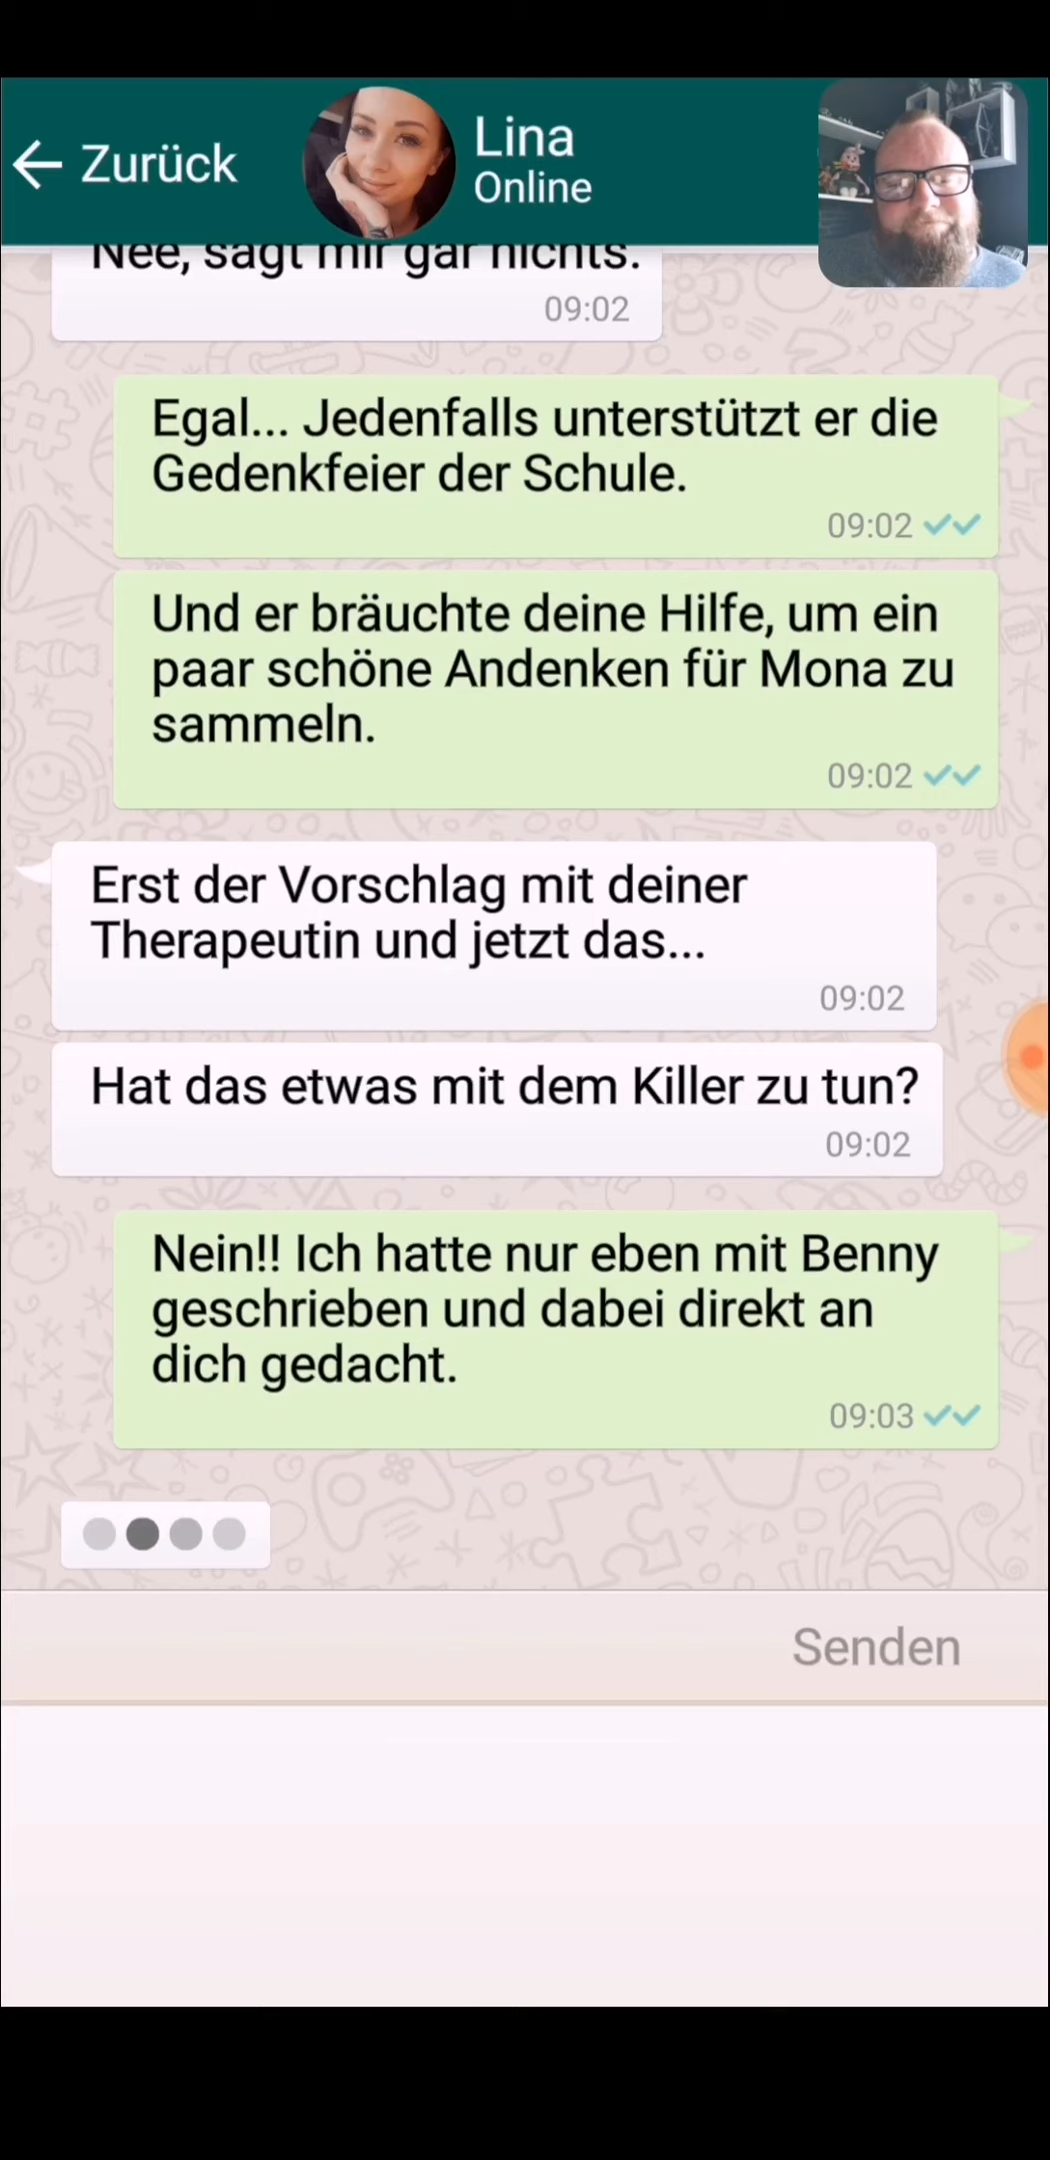 Zurück
Lina
Online
Nee, sagt mir gar nichts.
09:02
Egal... Jedenfalls unterstützt er die
Gedenkfeier der Schule.
09:02
Und er bräuchte deine Hilfe, um ein
paar schöne Andenken für Mona zu
sammeln.
09:02
Erst der Vorschlag mit deiner
Therapeutin und jetzt das...
09:02
Hat das etwas mit dem Killer zu tun?
09:02
Nein!! Ich hatte nur eben mit Benny
geschrieben und dabei direkt an
dich gedacht.
09:03
Senden